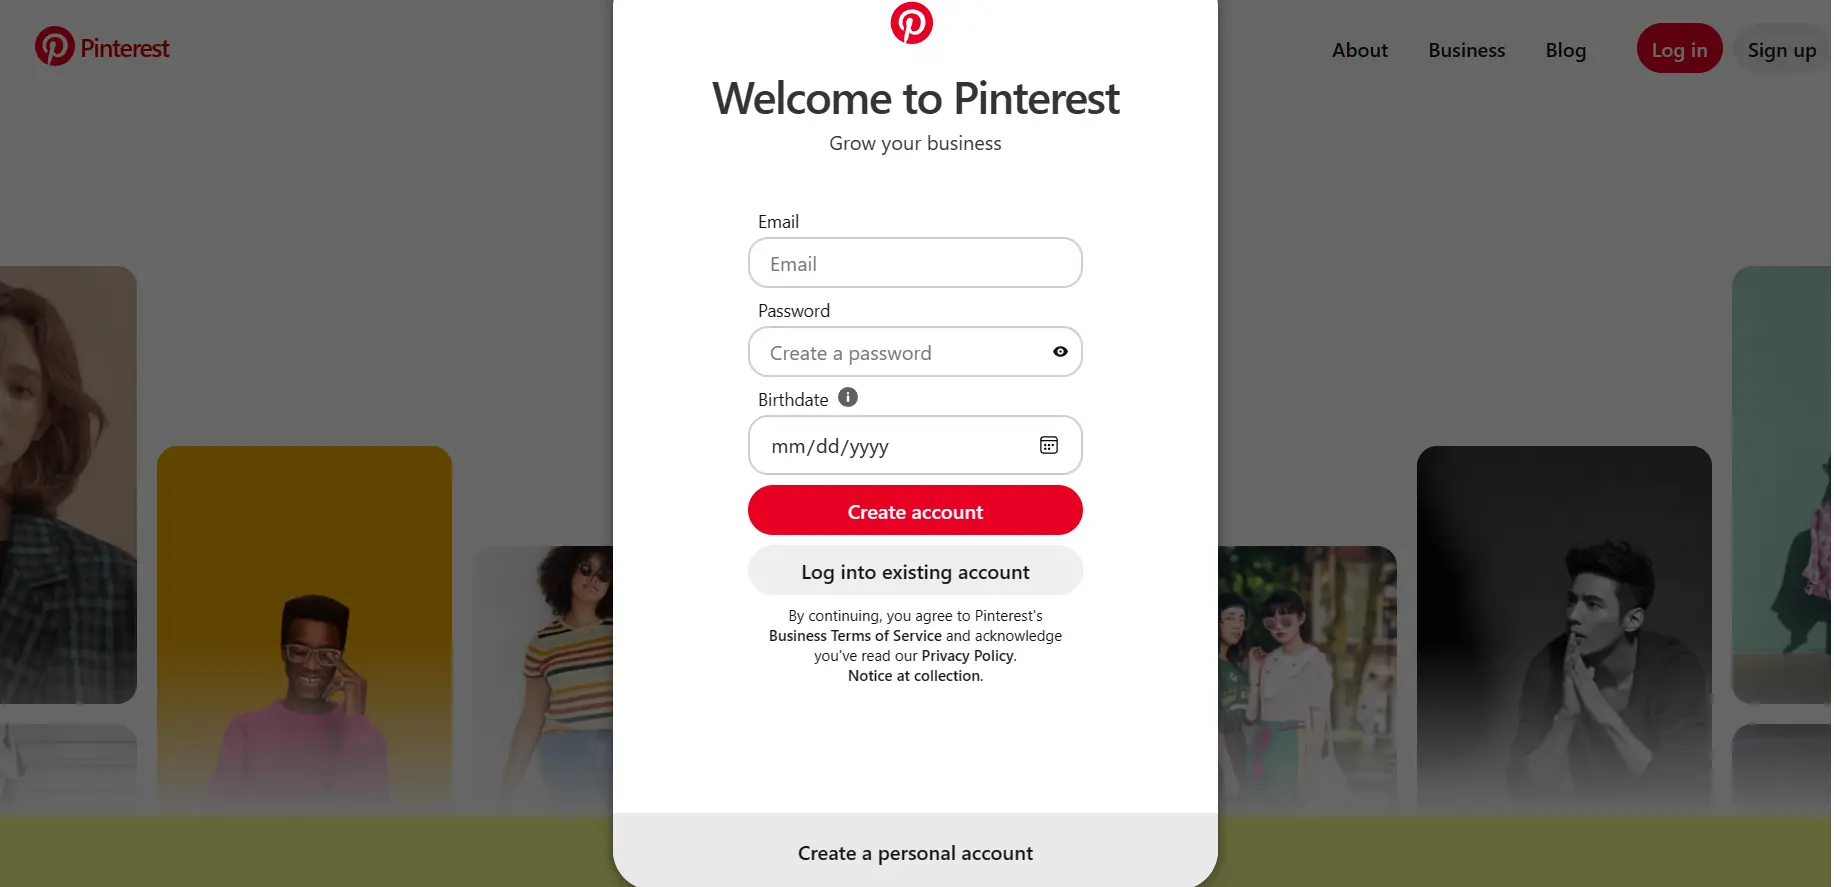 Pinterest
About
Business
Blog
Log in
Sign up
Welcome to Pinterest
Grow your business
Email
Email
Password
Create a password
Birthdate
mm/dd/yyyy
Create account
Log into existing account
By continuing, you agree to Pinterest's
Business Terms of Service and acknowledge
you've read our Privacy Policy.
Notice at collection.
Create a personal account